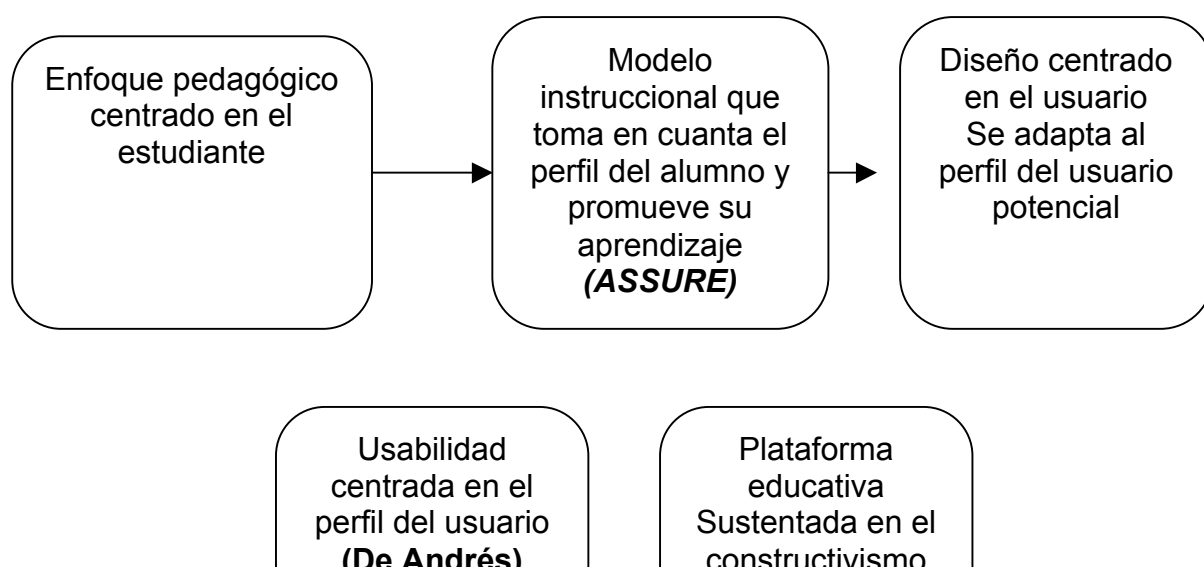 Enfoque pedagógico
centrado en el
estudiante
Modelo
instruccional que
toma en cuanta el
perfil del alumno y
promueve su
aprendizaje
(ASSURE)
Diseño centrado
en el usuario
Se adapta al
perfil del usuario
potencial
Usabilidad
centrada en el
perfil del usuario
(De Andrés)
Plataforma
educativa
Sustentada en el
constructivismo